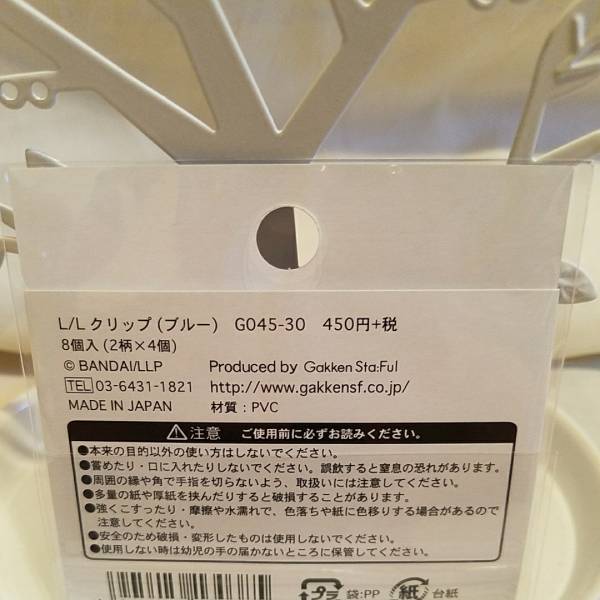 L/L クリップ (ブルー)　G045-30　450円+税
8個入 (2柄×4個)
© BANDAI/LLP　Produced by Gakken Sta:Ful
TEL 03-6431-1821　http://www.gakkensf.co.jp/
MADE IN JAPAN　材質：PVC
⚠注意　ご使用前に必ずお読みください。
●本来の目的以外の使い方はしないでください。
●嘗めたり・口に入れたりしないでください。誤飲すると窒息の恐れがあります。
●周囲の縁や角で手指を切らないよう、取扱いには注意してください。
●多量の紙や厚紙を挟んだりすると破損することがあります。
●強くこすったり・摩擦や水濡れで、色落ちや紙に色移りする場合があるので
注意してください。
●安全のため破損・変形したものは使用しないでください。
●使用しない時は幼児の手の届かないところに保管してください。
プラ　袋:PP　紙　台紙